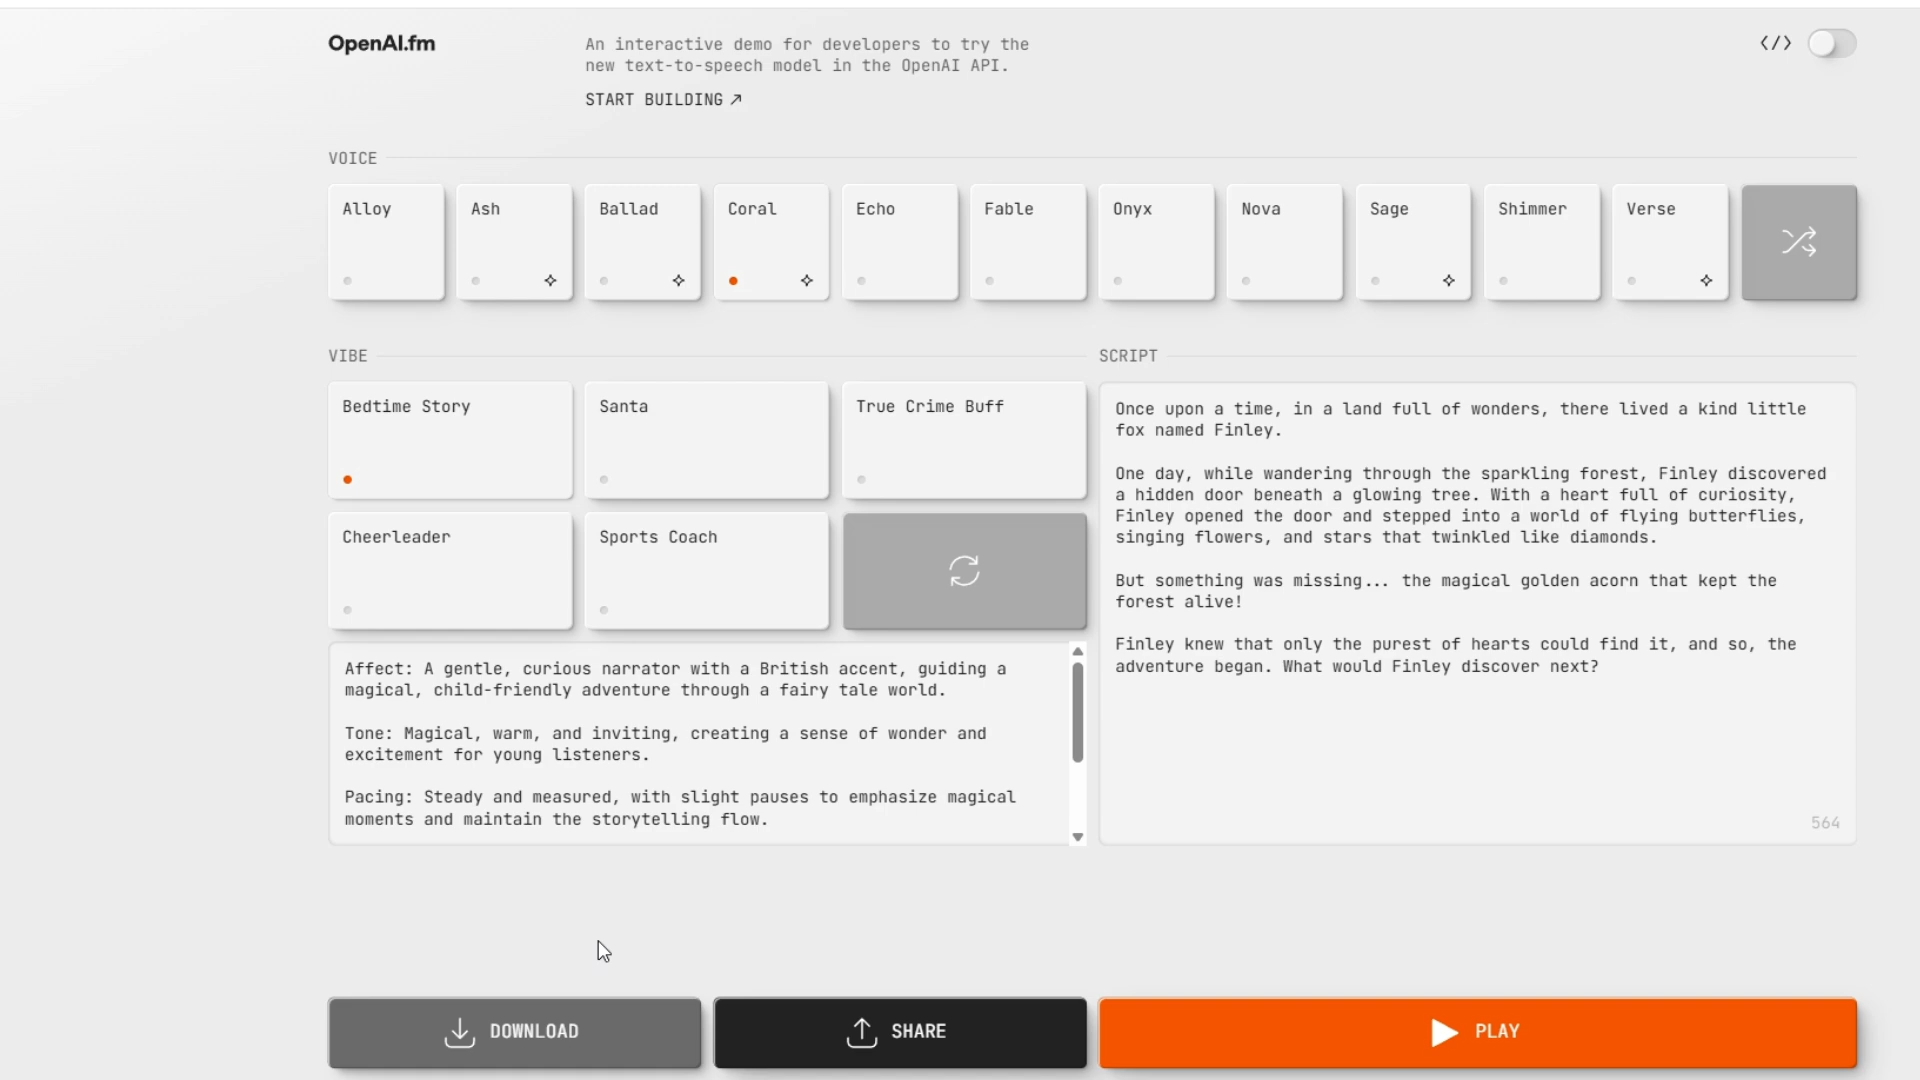 OpenAI.fm
An interactive demo for developers to try the
new text-to-speech model in the OpenAI API.
START BUILDING ↗
</>
VOICE
Alloy
Ash
Ballad
Coral
Echo
Fable
Onyx
Nova
Sage
Shimmer
Verse
VIBE
Bedtime Story
Santa
True Crime Buff
Cheerleader
Sports Coach
Affect: A gentle, curious narrator with a British accent, guiding a
magical, child-friendly adventure through a fairy tale world.
Tone: Magical, warm, and inviting, creating a sense of wonder and
excitement for young listeners.
Pacing: Steady and measured, with slight pauses to emphasize magical
moments and maintain the storytelling flow.
SCRIPT
Once upon a time, in a land full of wonders, there lived a kind little
fox named Finley.
One day, while wandering through the sparkling forest, Finley discovered
a hidden door beneath a glowing tree. With a heart full of curiosity,
Finley opened the door and stepped into a world of flying butterflies,
singing flowers, and stars that twinkled like diamonds.
But something was missing... the magical golden acorn that kept the
forest alive!
Finley knew that only the purest of hearts could find it, and so, the
adventure began. What would Finley discover next?
564
DOWNLOAD
SHARE
PLAY